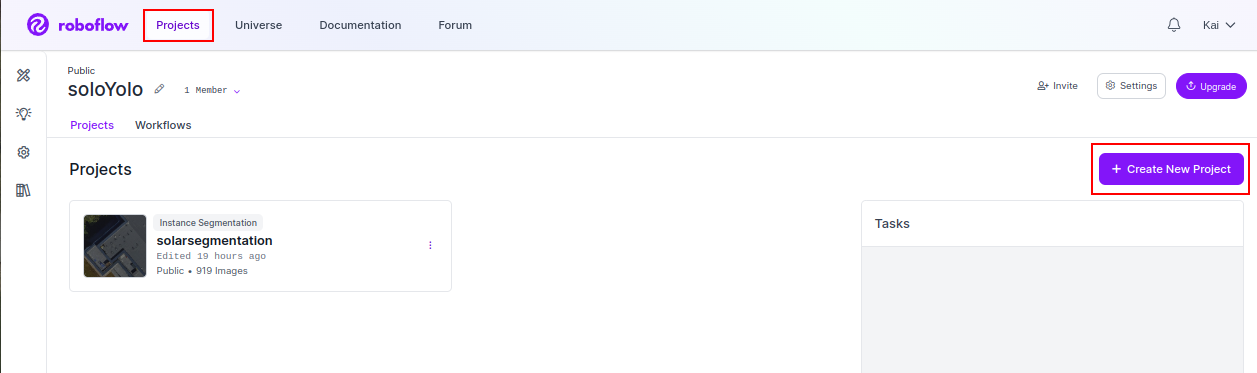 roboflow Projects Universe Documentation Forum Kai
Public
soloYolo 1 Member Invite Settings Upgrade
Projects Workflows
Projects + Create New Project
Instance Segmentation
solarsegmentation
Edited 19 hours ago
Public • 919 Images
Tasks